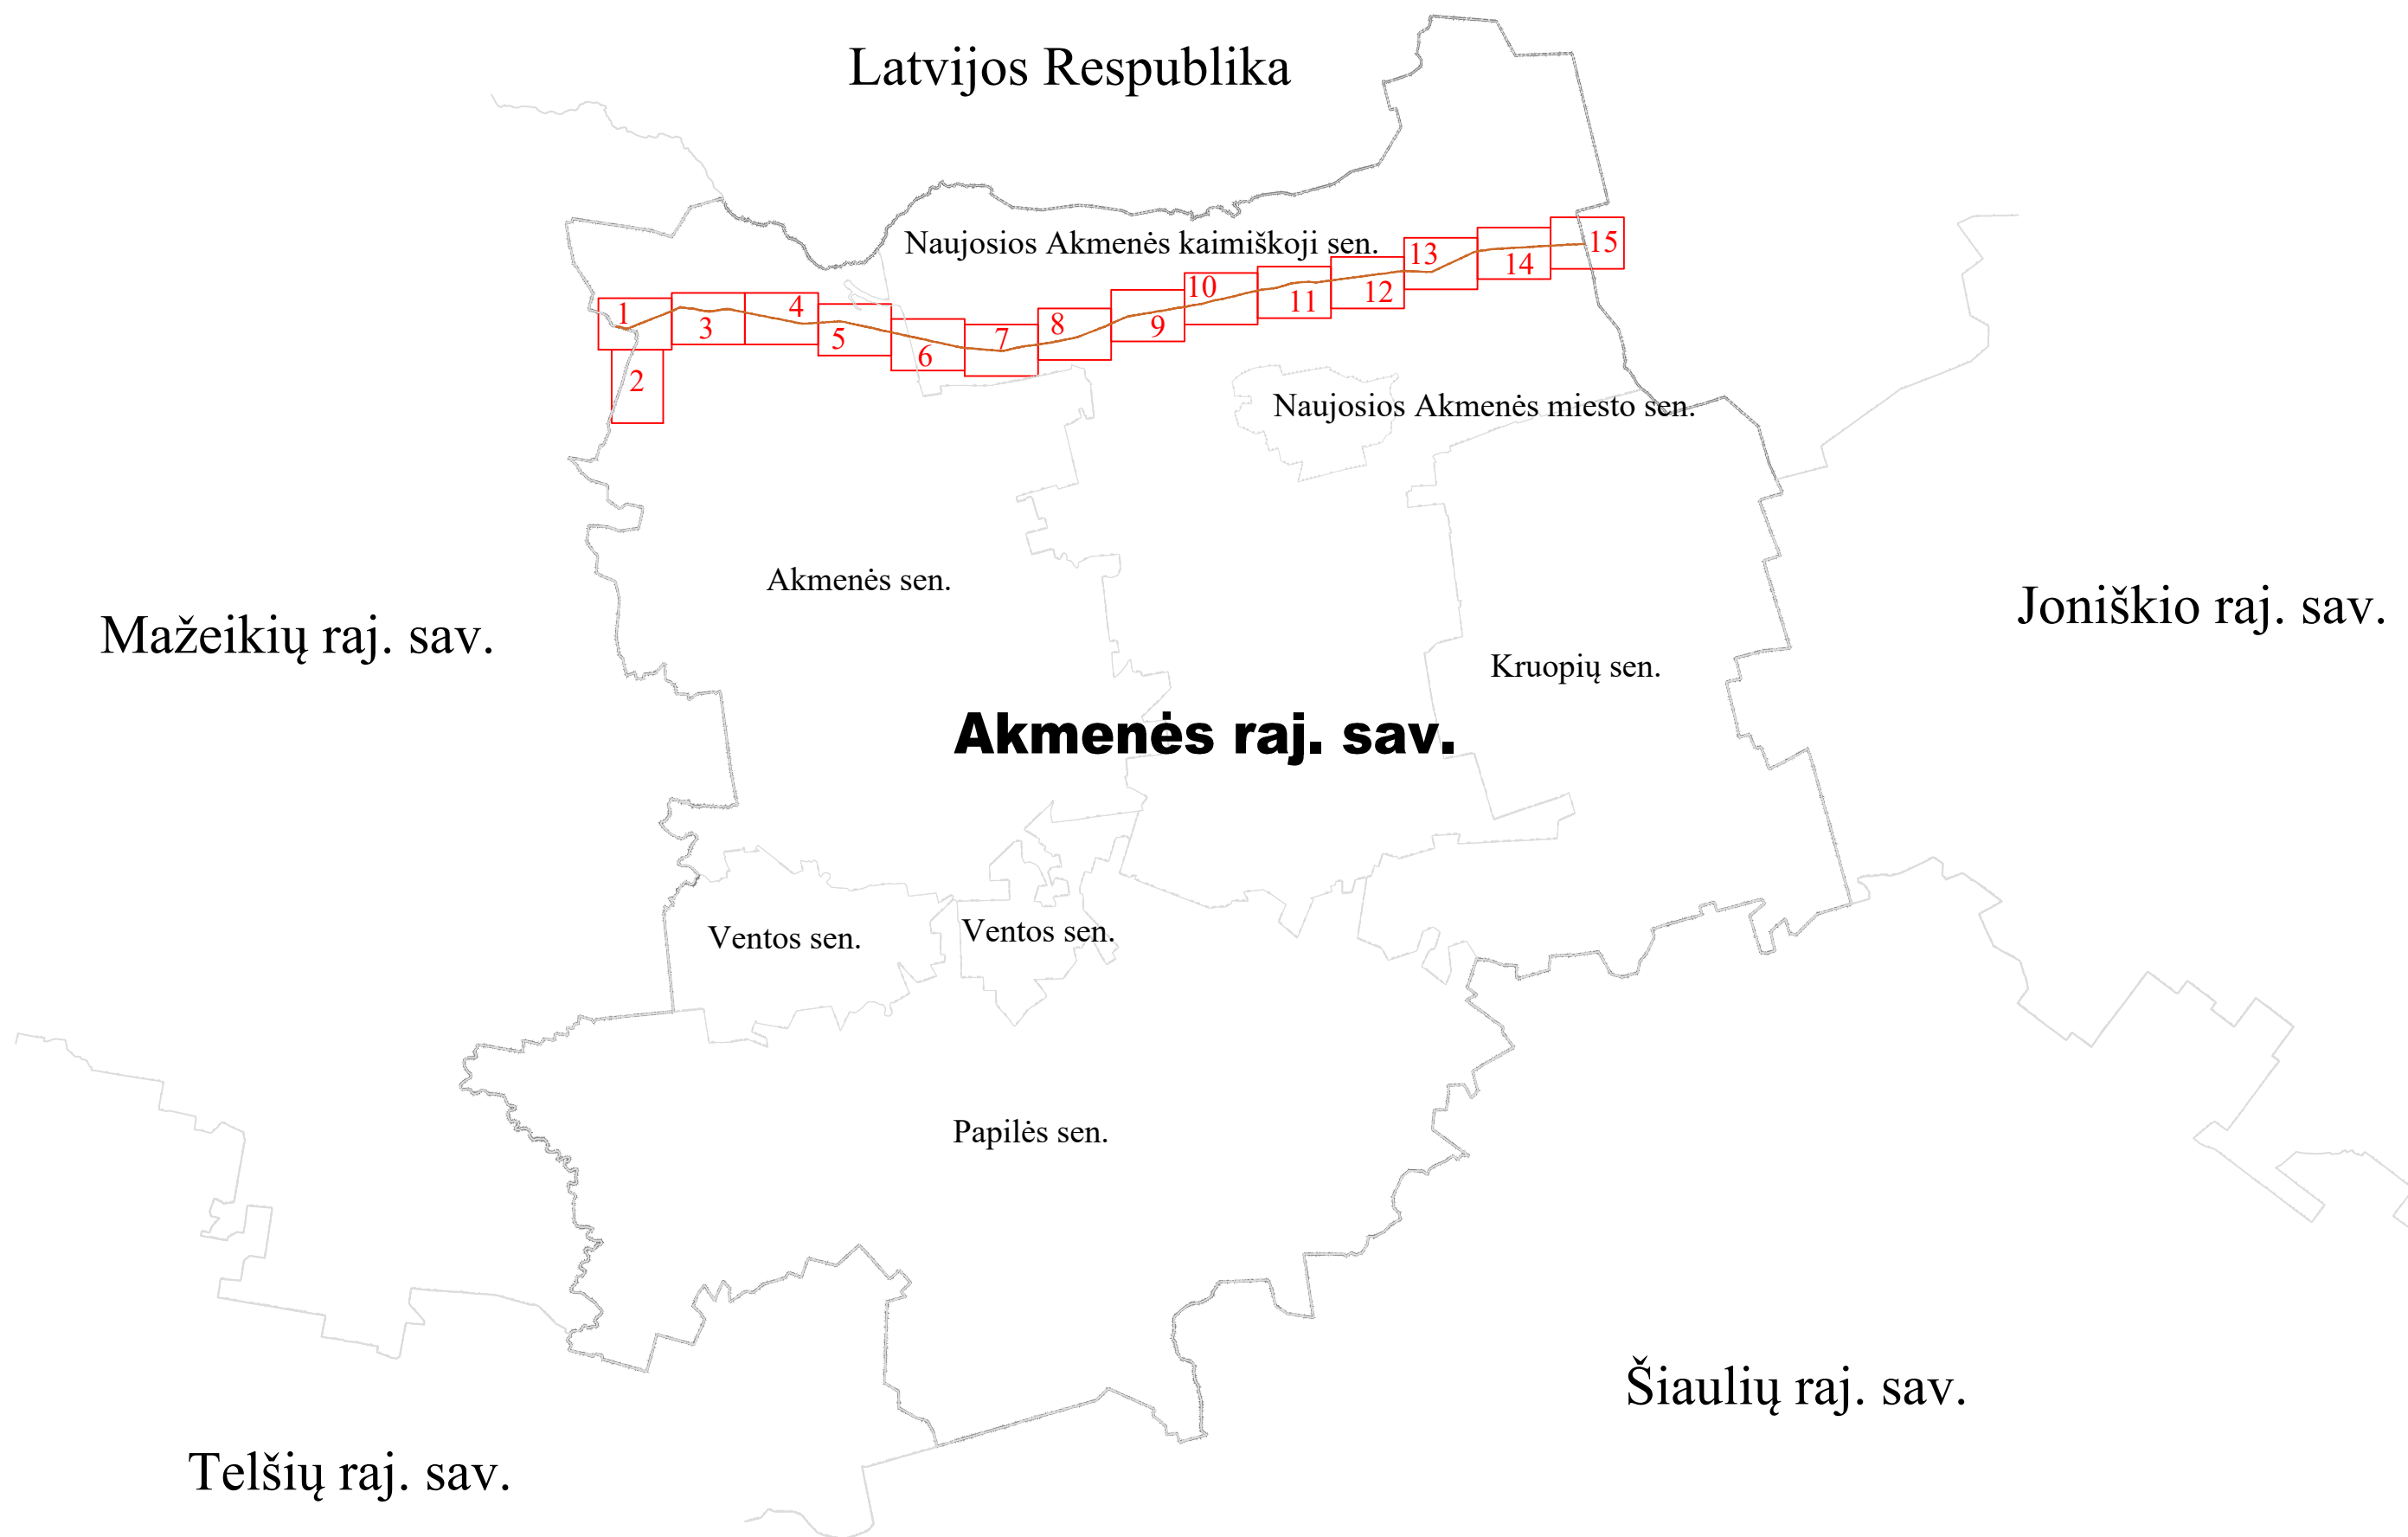 Latvijos Respublika
Naujosios Akmenės kaimiškoji sen.
1
2
3
4
5
6
7
8
9
10
11
12
13
14
15
Naujosios Akmenės miesto sen.
Akmenės sen.
Mažeikių raj. sav.
Joniškio raj. sav.
Kruopių sen.
Akmenės raj. sav.
Ventos sen.
Ventos sen.
Papilės sen.
Šiaulių raj. sav.
Telšių raj. sav.